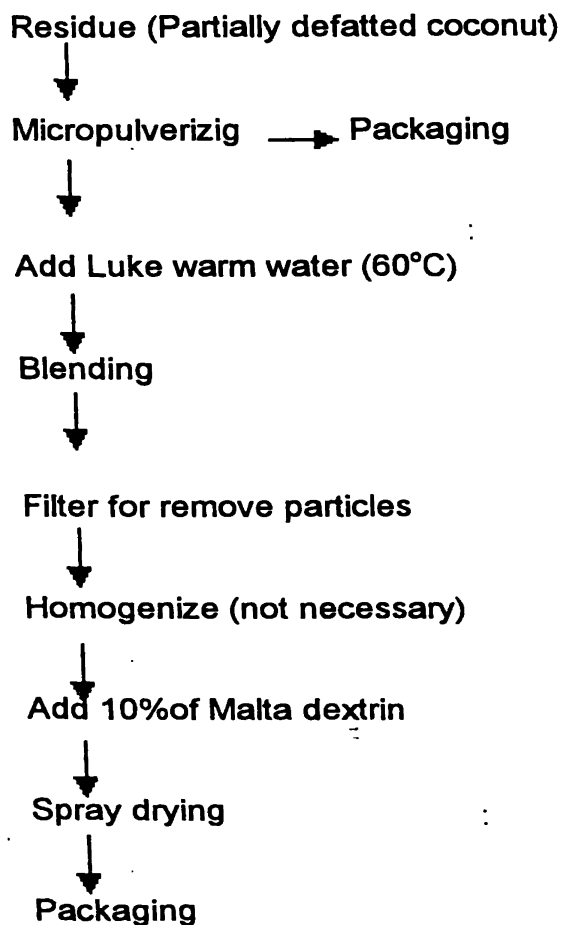 Residue (Partially defatted coconut)
Micropulverizig Packaging
Add Luke warm water (60°C)
Blending
Filter for remove particles
Homogenize (not necessary)
Add 10%of Malta dextrin
Spray drying
Packaging